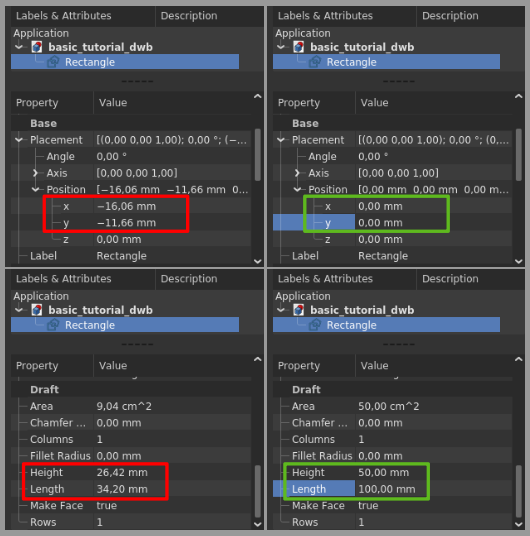 Labels & Attributes Description
Application
basic_tutorial_dwb
Rectangle
Property Value
Base
Placement [(0,00 0,00 1,00); 0,00 °; (−...
Angle 0,00 °
Axis [0,00 0,00 1,00]
Position [−16,06 mm −11,66 mm 0...
x −16,06 mm
y −11,66 mm
z 0,00 mm
Label Rectangle
Labels & Attributes Description
Application
basic_tutorial_dwb
Rectangle
Property Value
Base
Placement [(0,00 0,00 1,00); 0,00 °; (0,...
Angle 0,00 °
Axis [0,00 0,00 1,00]
Position [0,00 mm 0,00 mm 0,00 m...
x 0,00 mm
y 0,00 mm
z 0,00 mm
Label Rectangle
Labels & Attributes Description
Application
basic_tutorial_dwb
Rectangle
Property Value
Draft
Area 9,04 cm^2
Chamfer ... 0,00 mm
Columns 1
Fillet Radius 0,00 mm
Height 26,42 mm
Length 34,20 mm
Make Face true
Rows 1
Labels & Attributes Description
Application
basic_tutorial_dwb
Rectangle
Property Value
Draft
Area 50,00 cm^2
Chamfer ... 0,00 mm
Columns 1
Fillet Radius 0,00 mm
Height 50,00 mm
Length 100,00 mm
Make Face true
Rows 1